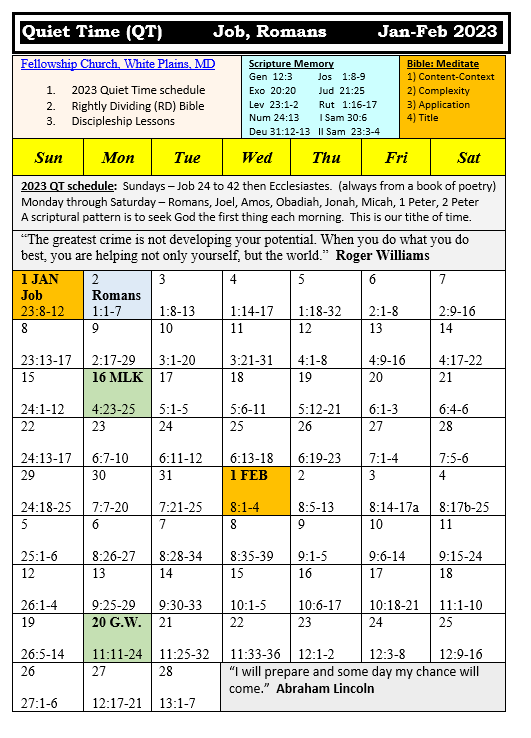 Quiet Time (QT) Job, Romans Jan-Feb 2023
Fellowship Church, White Plains, MD
1. 2023 Quiet Time schedule
2. Rightly Dividing (RD) Bible
3. Discipleship Lessons
Scripture Memory
Gen 12:3 Jos 1:8-9
Exo 20:20 Jud 21:25
Lev 23:1-2 Rut 1:16-17
Num 24:13 I Sam 30:6
Deu 31:12-13 II Sam 23:3-4
Bible: Meditate
1) Content-Context
2) Complexity
3) Application
4) Title
Sun Mon Tue Wed Thu Fri Sat
2023 QT schedule: Sundays – Job 24 to 42 then Ecclesiastes. (always from a book of poetry)
Monday through Saturday – Romans, Joel, Amos, Obadiah, Jonah, Micah, 1 Peter, 2 Peter
A scriptural pattern is to seek God the first thing each morning. This is our tithe of time.
“The greatest crime is not developing your potential. When you do what you do
best, you are helping not only yourself, but the world.” Roger Williams
1 JAN 2 3 4 5 6 7
Job Romans
23:8-12 1:1-7 1:8-13 1:14-17 1:18-32 2:1-8 2:9-16
8 9 10 11 12 13 14
23:13-17 2:17-29 3:1-20 3:21-31 4:1-8 4:9-16 4:17-22
15 16 MLK 17 18 19 20 21
24:1-12 4:23-25 5:1-5 5:6-11 5:12-21 6:1-3 6:4-6
22 23 24 25 26 27 28
24:13-17 6:7-10 6:11-12 6:13-18 6:19-23 7:1-4 7:5-6
29 30 31 1 FEB 2 3 4
24:18-25 7:7-20 7:21-25 8:1-4 8:5-13 8:14-17a 8:17b-25
5 6 7 8 9 10 11
25:1-6 8:26-27 8:28-34 8:35-39 9:1-5 9:6-14 9:15-24
12 13 14 15 16 17 18
26:1-4 9:25-29 9:30-33 10:1-5 10:6-17 10:18-21 11:1-10
19 20 G.W. 21 22 23 24 25
26:5-14 11:11-24 11:25-32 11:33-36 12:1-2 12:3-8 12:9-16
26 27 28
27:1-6 12:17-21 13:1-7
“I will prepare and some day my chance will
come.” Abraham Lincoln